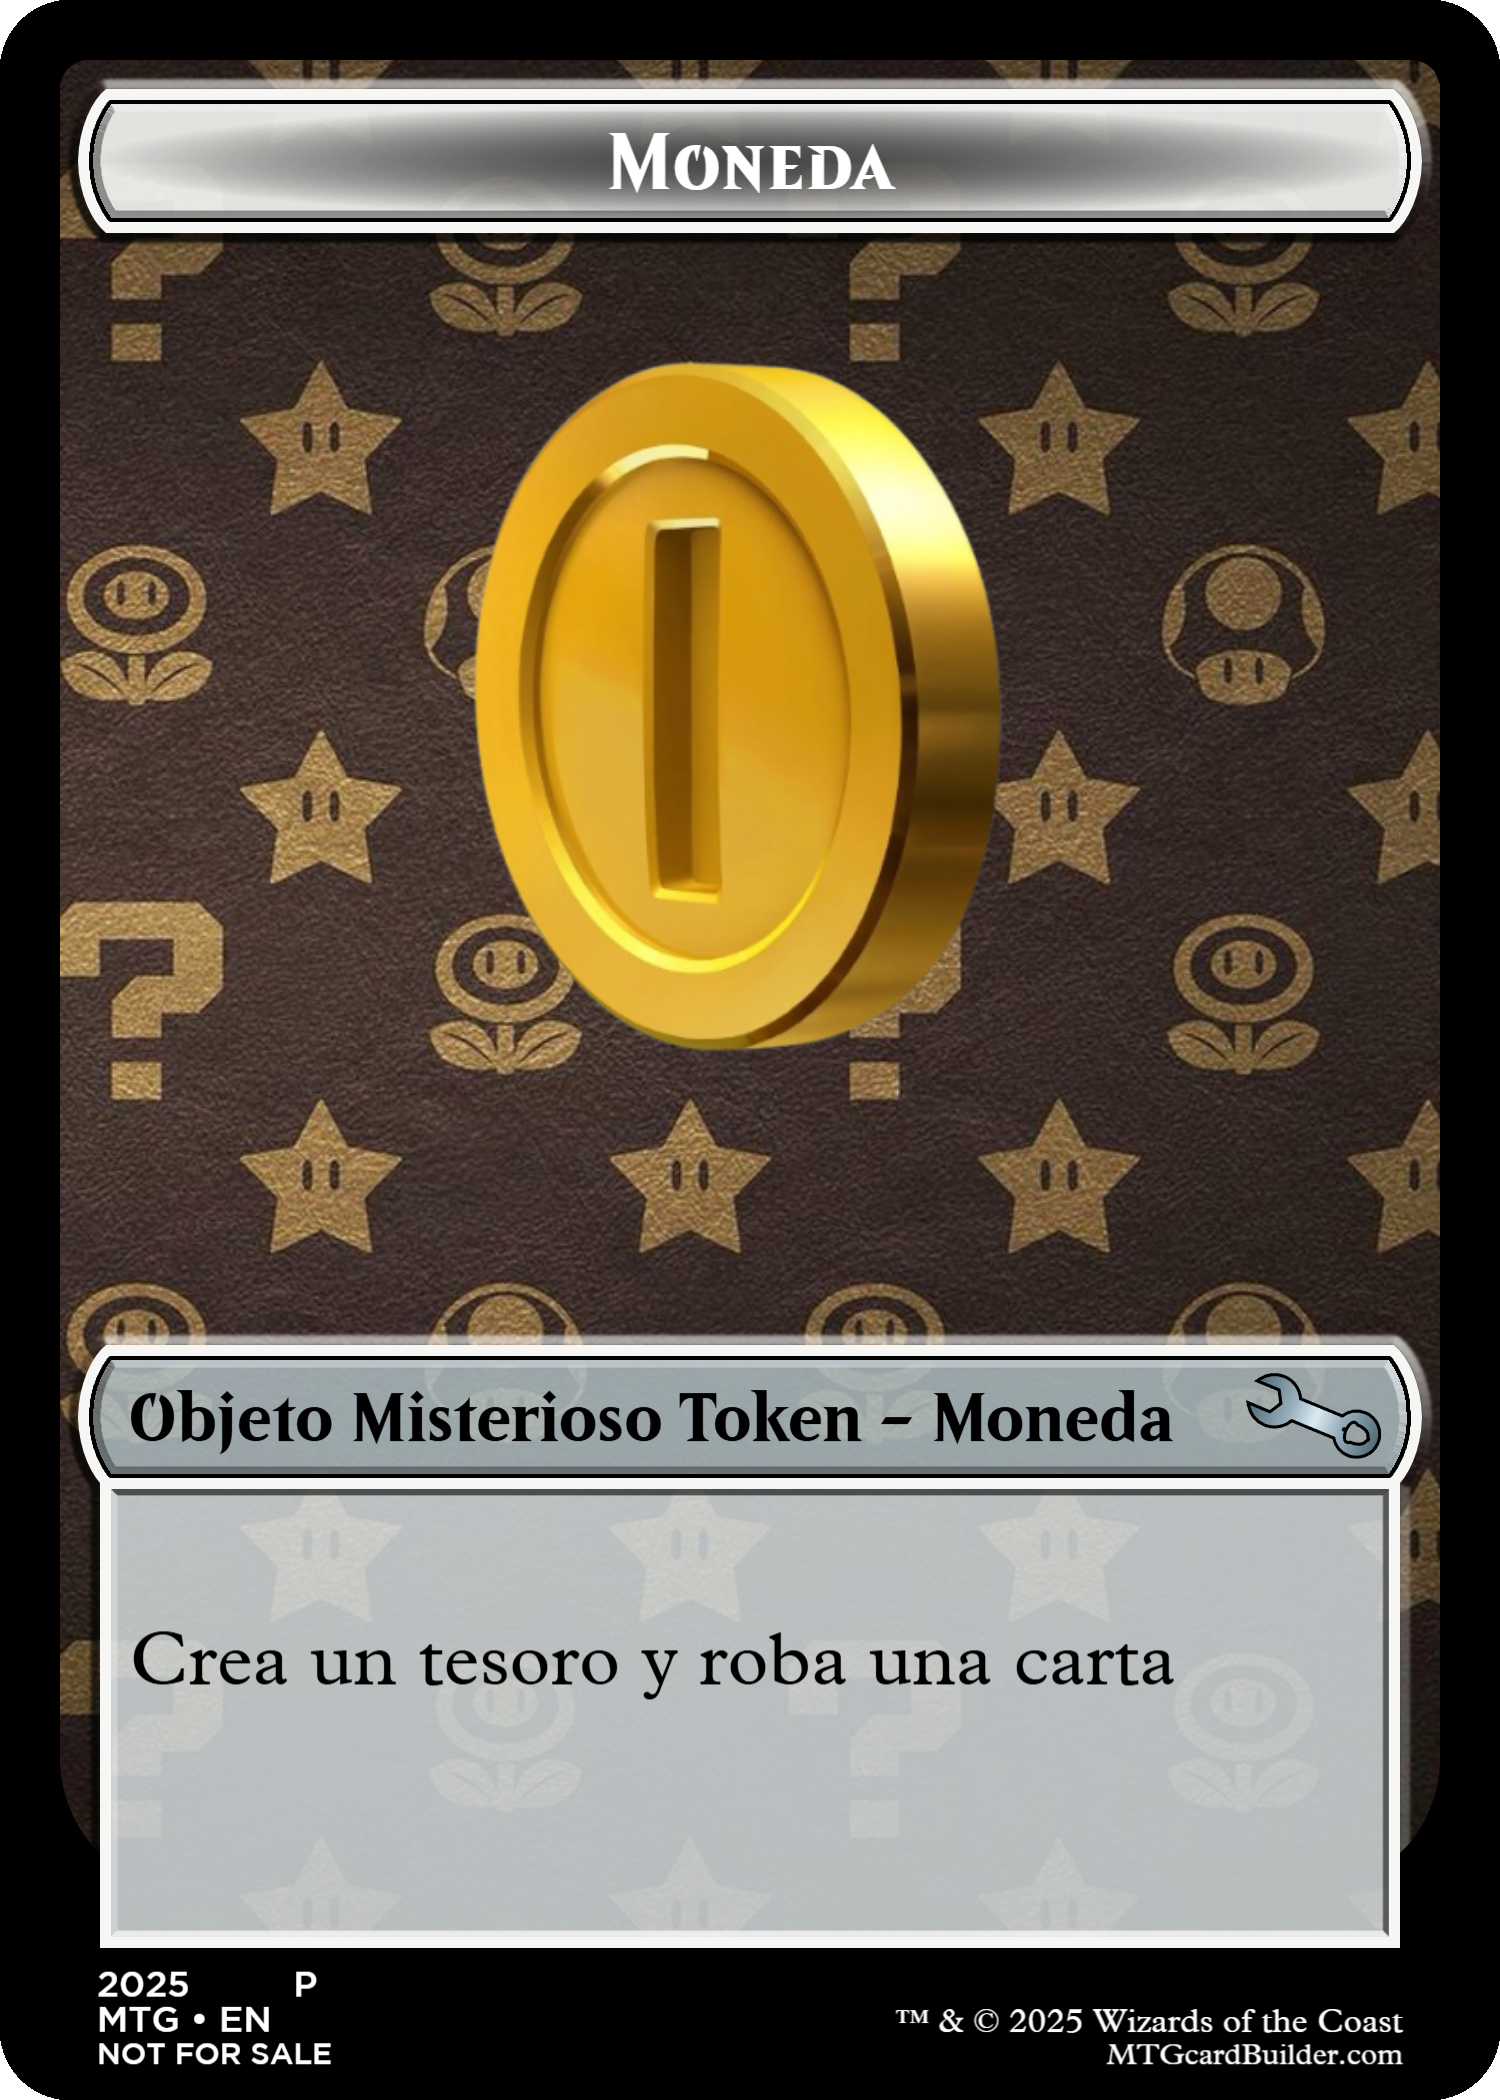 Moneda
Objeto Misterioso Token – Moneda
Crea un tesoro y roba una carta
2025 P
MTG • EN
NOT FOR SALE
™ & © 2025 Wizards of the Coast
MTGcardBuilder.com